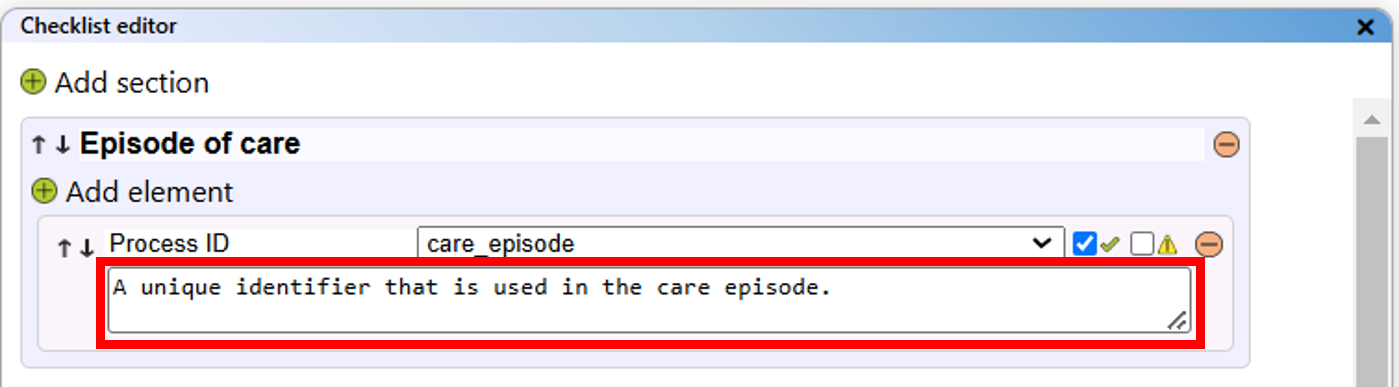 Checklist editor
Add section
Episode of care
Add element
Process ID care_episode
A unique identifier that is used in the care episode.